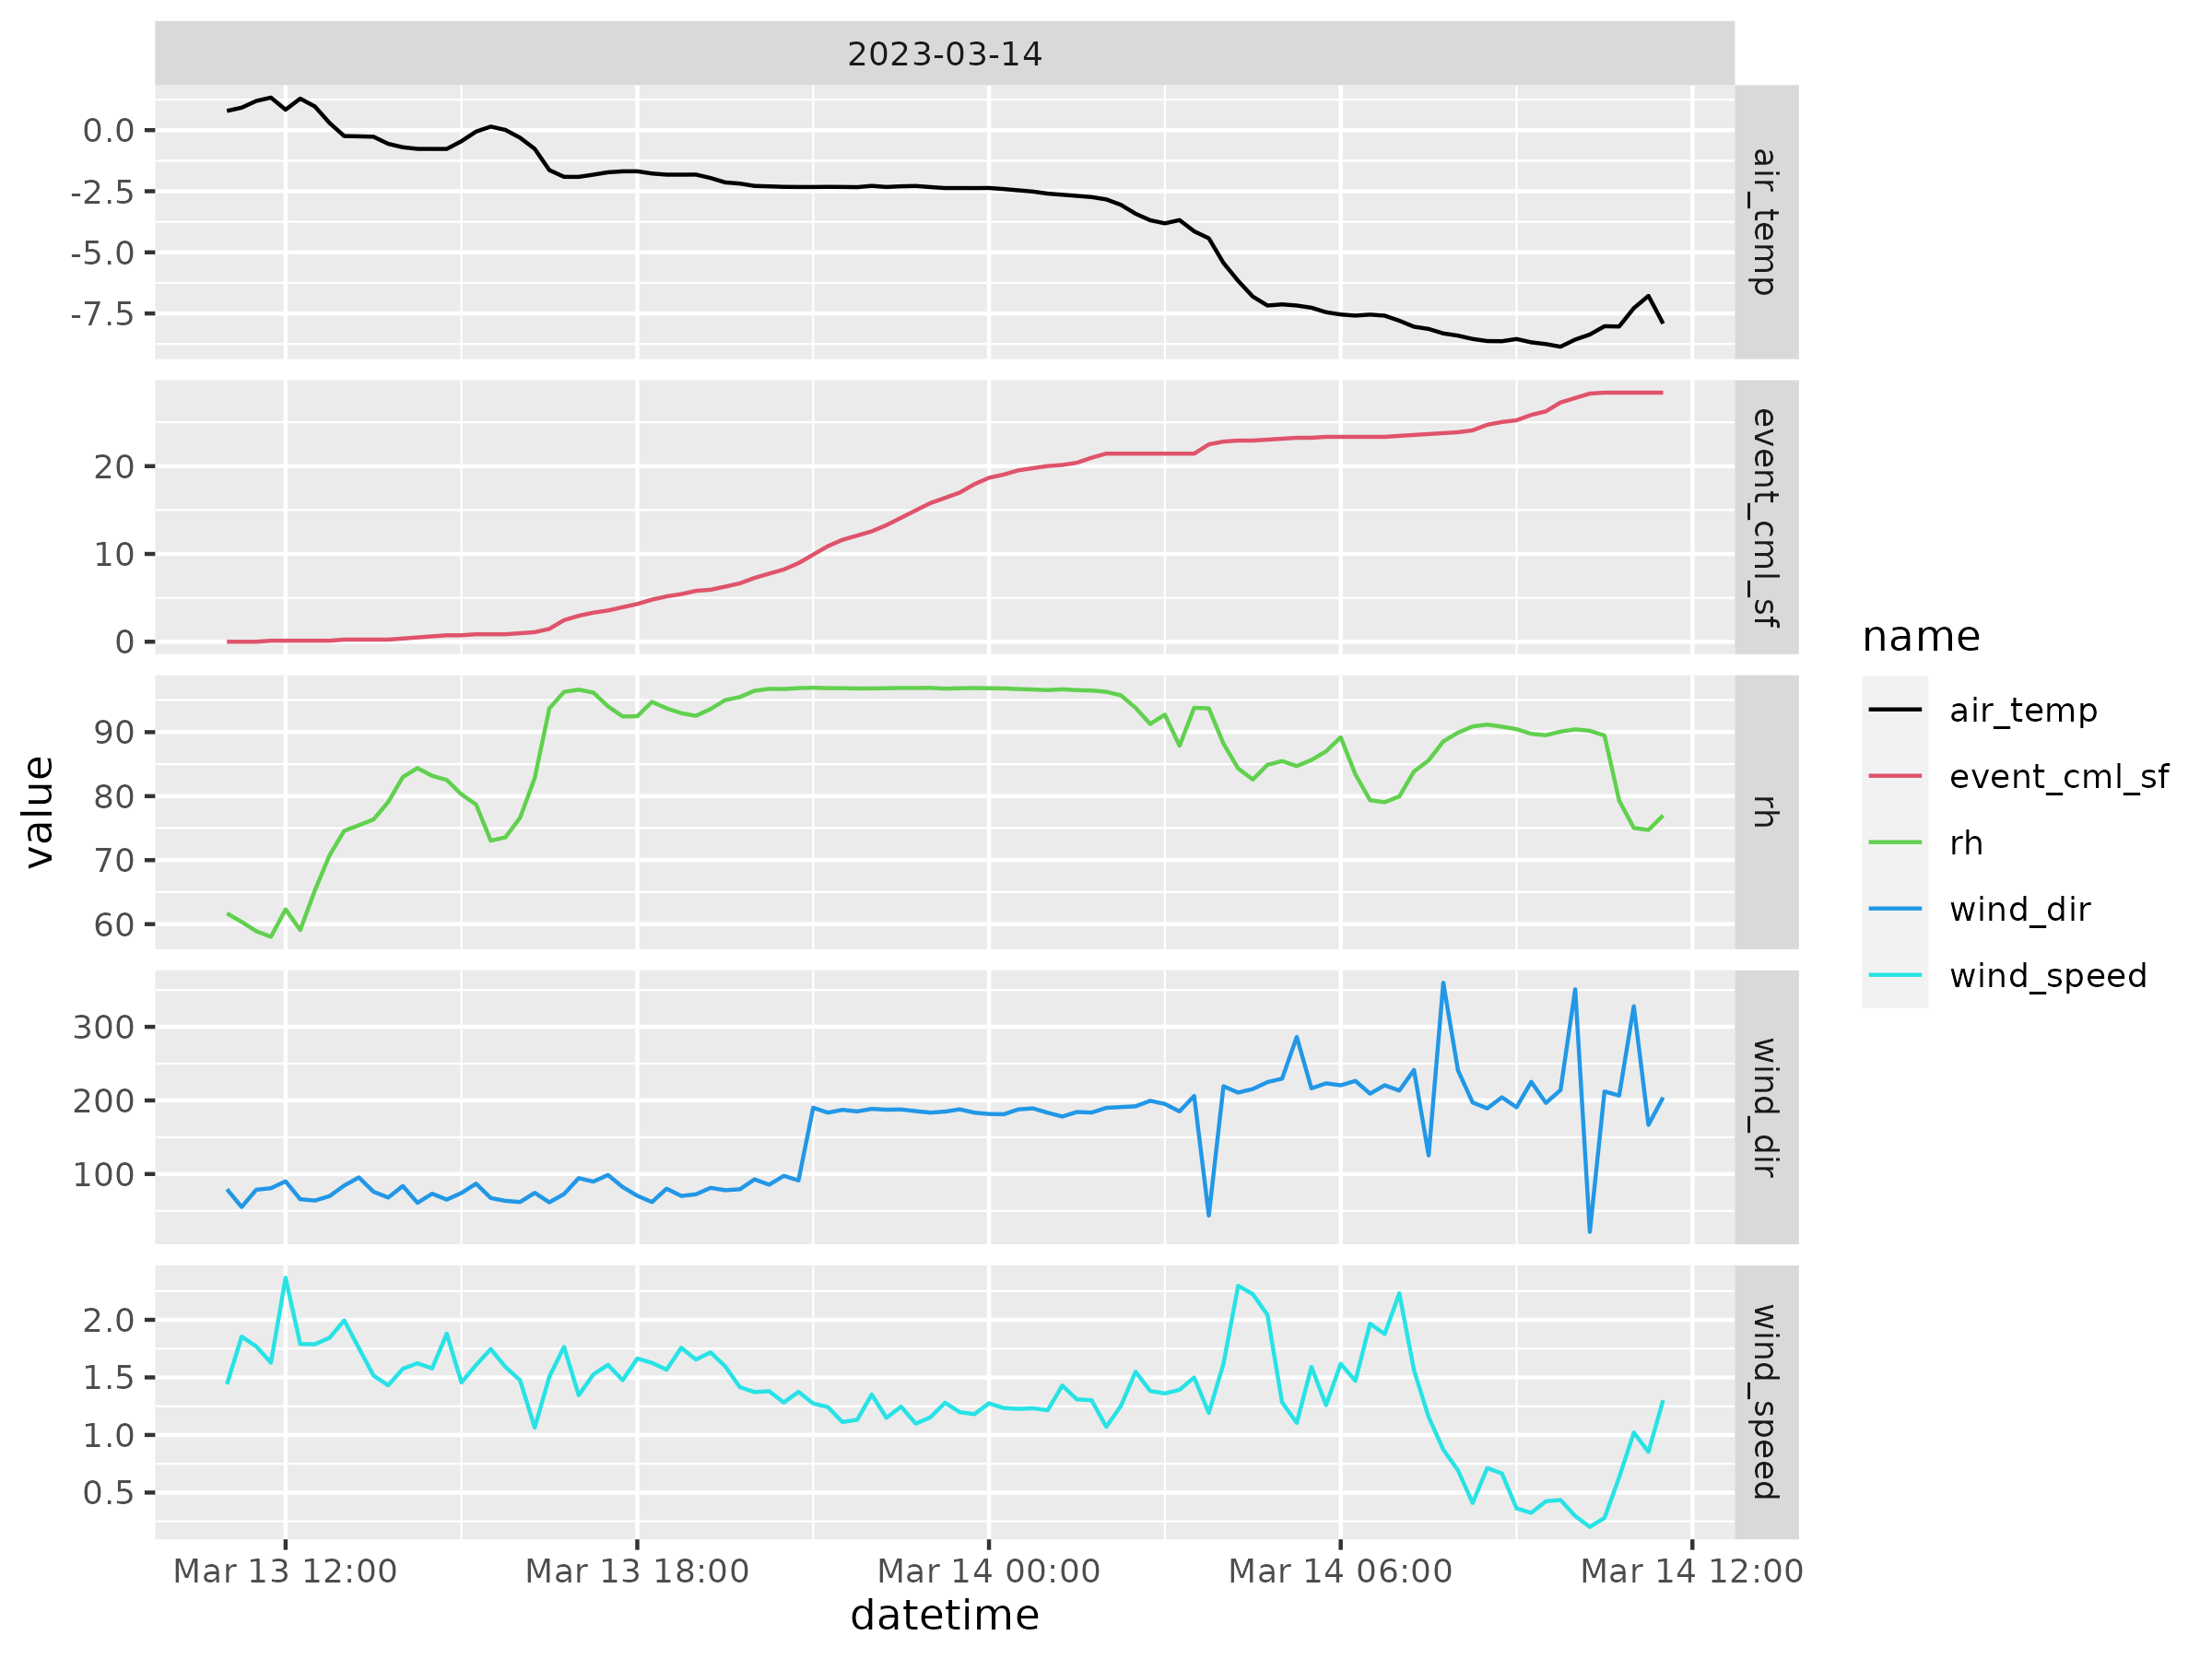 2023-03-14
0.0
-2.5
-5.0
-7.5
air_temp
20
10
0
event_cml_sf
90
80
70
60
rh
300
200
100
wind_dir
2.0
1.5
1.0
0.5
wind_speed
Mar 13 12:00
Mar 13 18:00
Mar 14 00:00
Mar 14 06:00
Mar 14 12:00
datetime
value
name
air_temp
event_cml_sf
rh
wind_dir
wind_speed